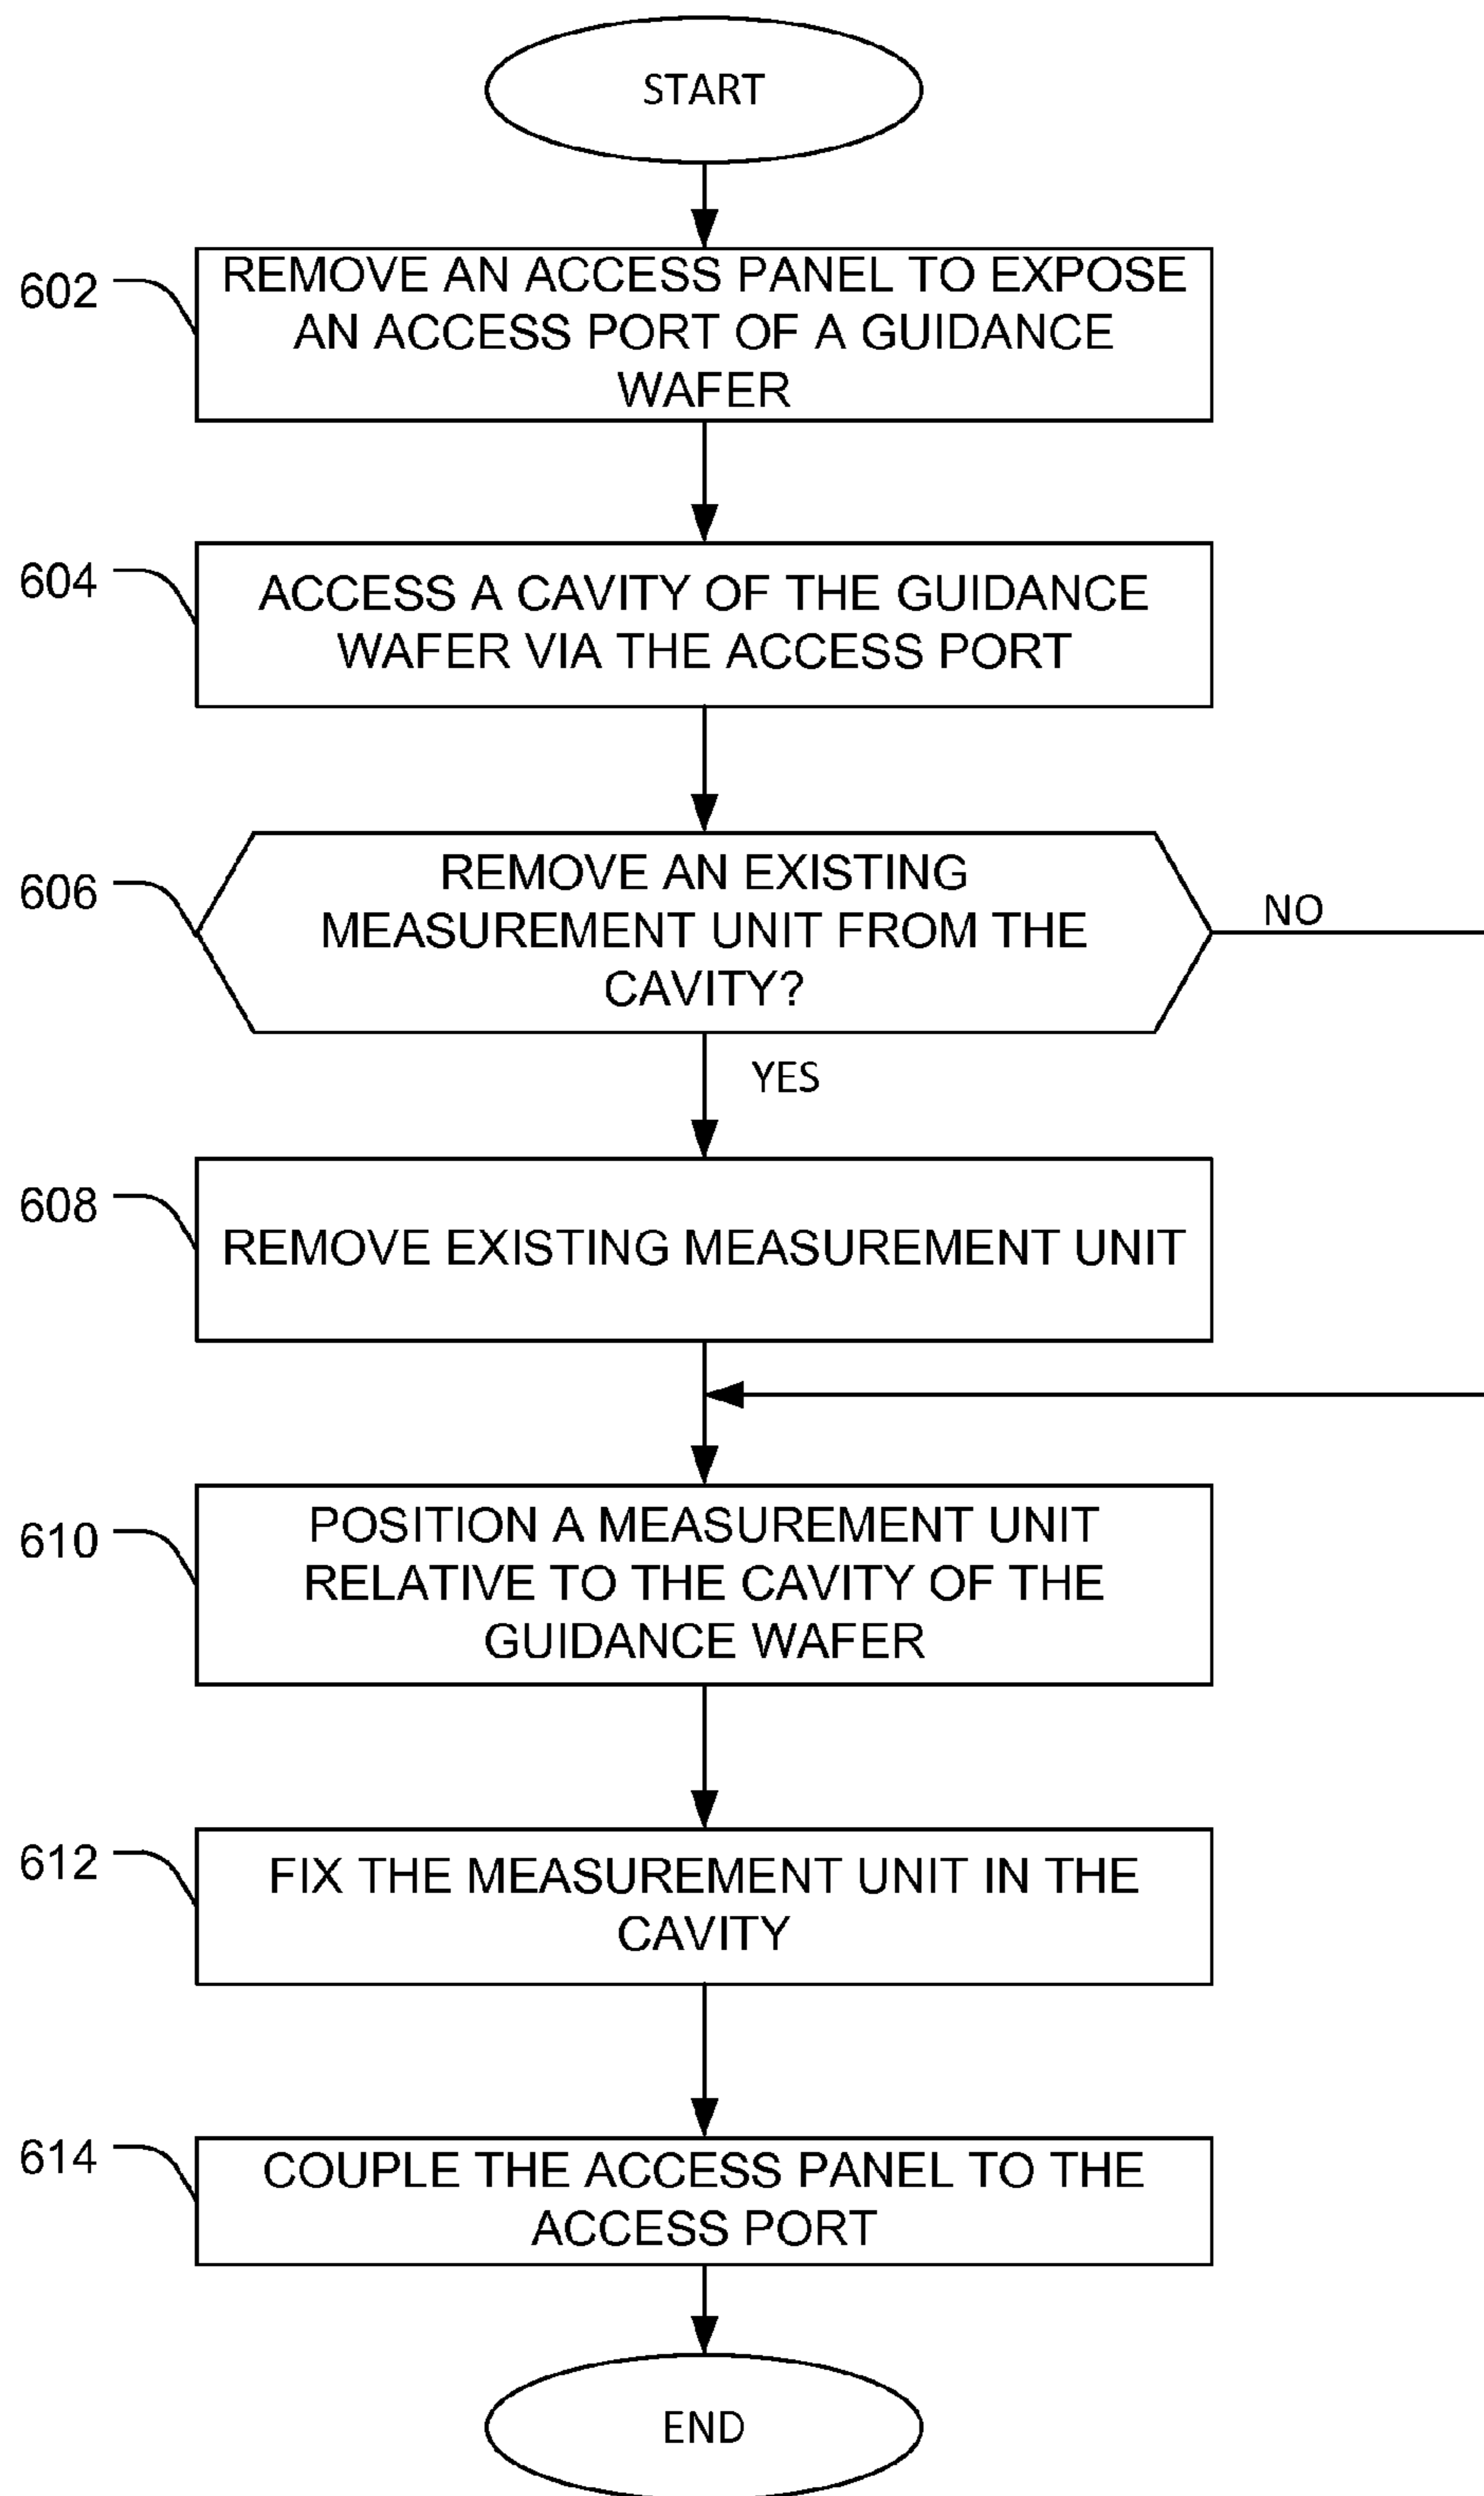 START
602
REMOVE AN ACCESS PANEL TO EXPOSE
AN ACCESS PORT OF A GUIDANCE
WAFER
604
ACCESS A CAVITY OF THE GUIDANCE
WAFER VIA THE ACCESS PORT
606
REMOVE AN EXISTING
MEASUREMENT UNIT FROM THE
CAVITY?
NO
YES
608
REMOVE EXISTING MEASUREMENT UNIT
610
POSITION A MEASUREMENT UNIT
RELATIVE TO THE CAVITY OF THE
GUIDANCE WAFER
612
FIX THE MEASUREMENT UNIT IN THE
CAVITY
614
COUPLE THE ACCESS PANEL TO THE
ACCESS PORT
END